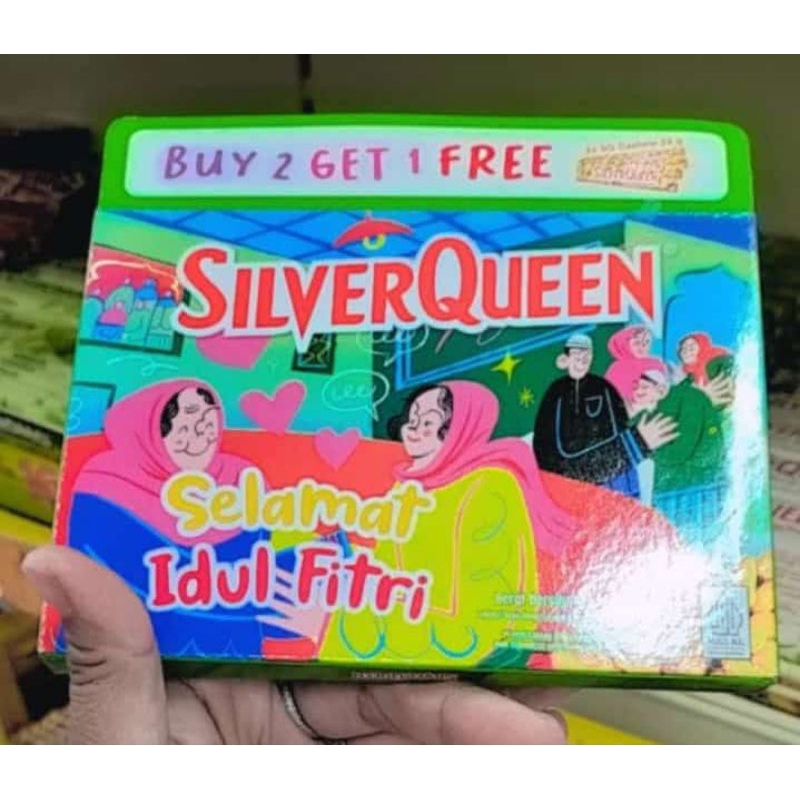 BUY 2 GET 1 FREE
SILVERQUEEN
Selamat
Idul Fitri